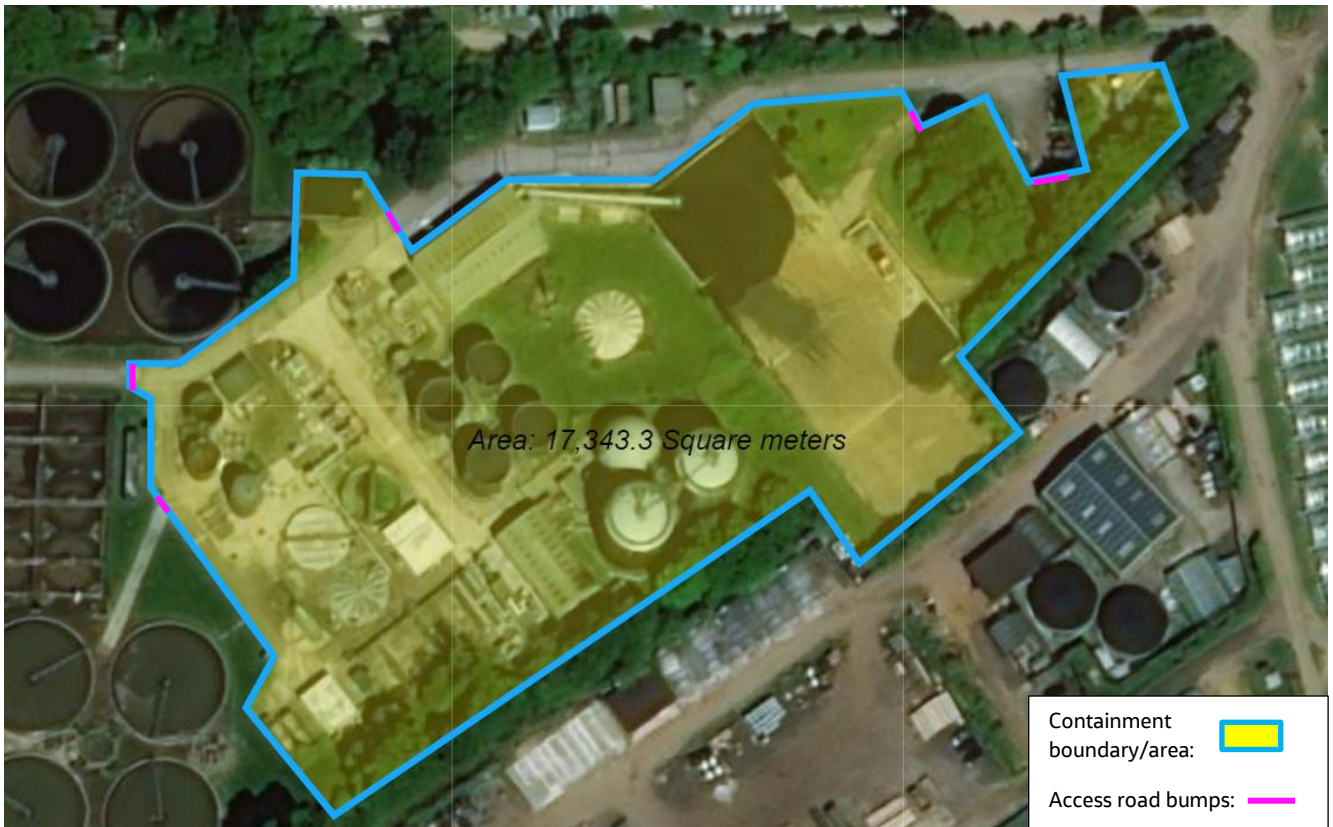 Area: 17,343.3 Square meters
Containment
boundary/area:
Access road bumps: